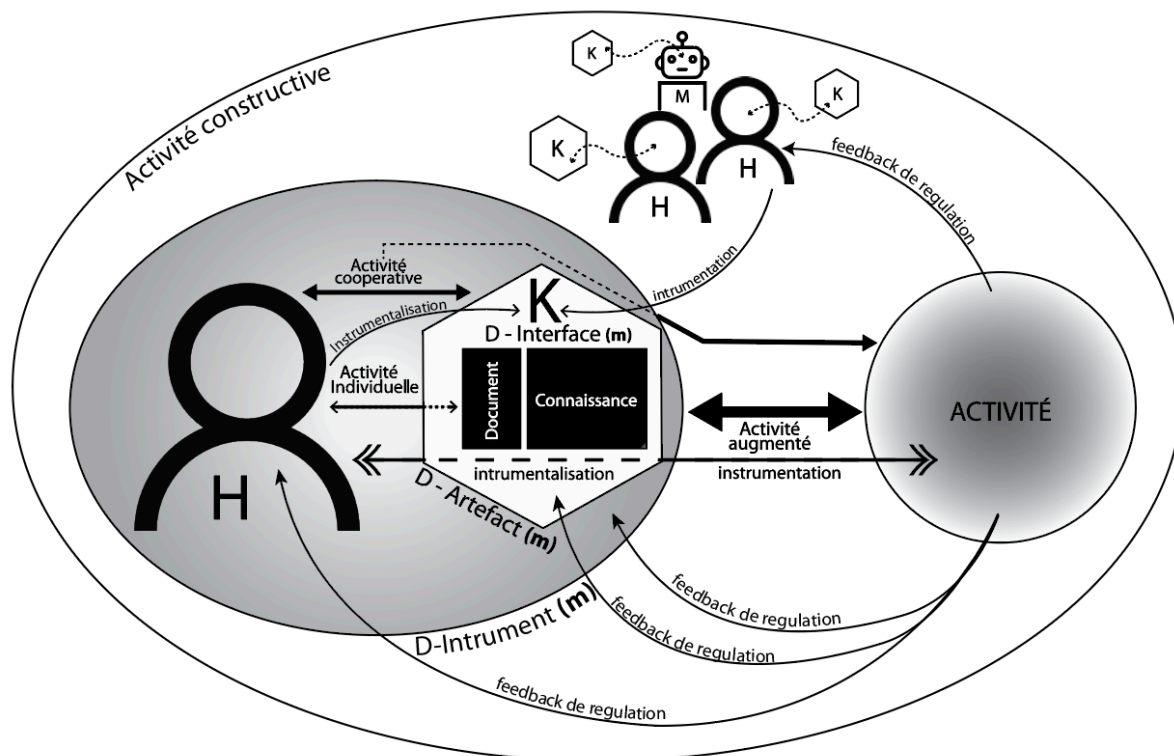 Activité constructive
K
M
K
K
H
H
feedback de regulation
intrumentation
Activité
cooperative
Instrumentalisation
K
D - Interface (m)
Activité
Individuelle
Document
Connaissance
H
intrumentalisation
D - Artefact (m)
D-Intrument (m)
Activité
augmenté
instrumentation
ACTIVITÉ
feedback de regulation
feedback de regulation
feedback de regulation